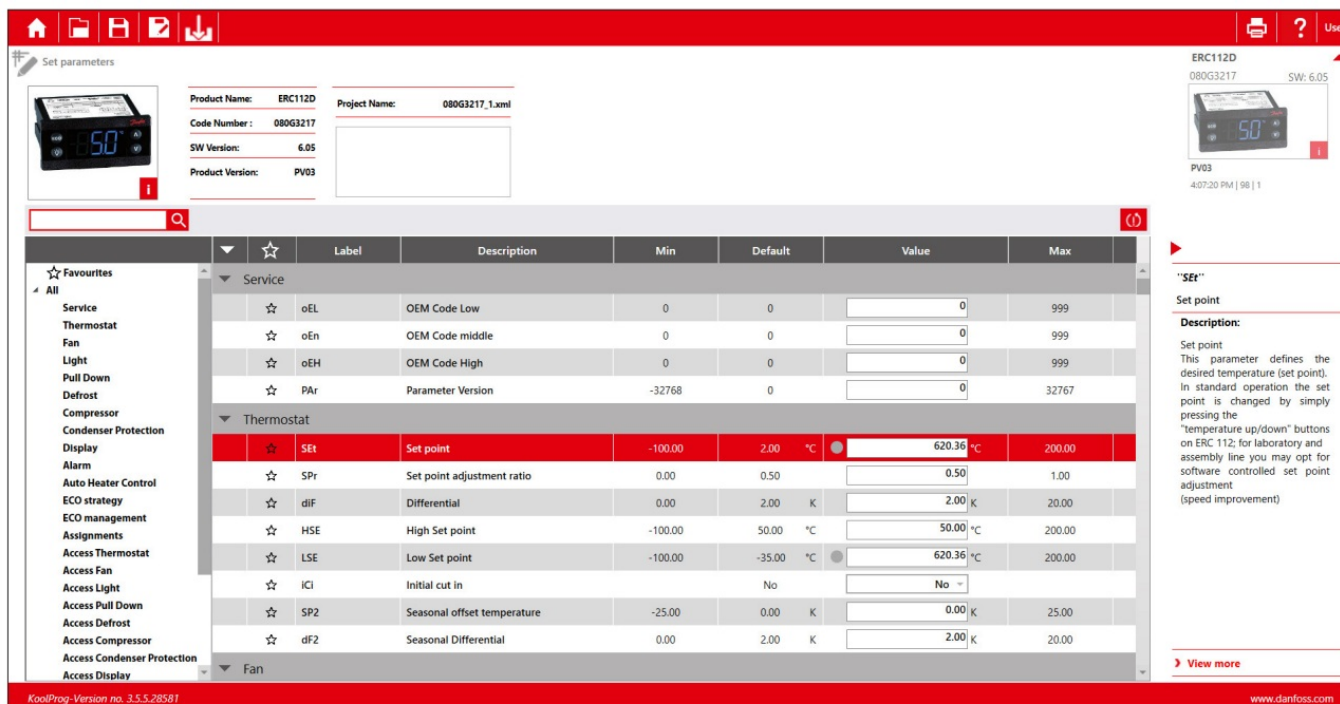 Use
Set parameters
Product Name: ERC112D
Code Number : 080G3217
SW Version: 6.05
Product Version: PV03
Project Name: 080G3217_1.xml
ERC112D
080G3217 SW: 6.05
PV03
4:07:20 PM | 98 | 1
Favourites
All
Service
Thermostat
Fan
Light
Pull Down
Defrost
Compressor
Condenser Protection
Display
Alarm
Auto Heater Control
ECO strategy
ECO management
Assignments
Access Thermostat
Access Fan
Access Light
Access Pull Down
Access Defrost
Access Compressor
Access Condenser Protection
Access Display
Label Description Min Default Value Max
Service
oEL OEM Code Low 0 0 0 999
oEn OEM Code middle 0 0 0 999
oEH OEM Code High 0 0 0 999
PAr Parameter Version -32768 0 0 32767
Thermostat
SEt Set point -100.00 2.00 °C 620.36 °C 200.00
SPr Set point adjustment ratio 0.00 0.50 0.50 1.00
diF Differential 0.00 2.00 K 2.00 K 20.00
HSE High Set point -100.00 50.00 °C 50.00 °C 200.00
LSE Low Set point -100.00 -35.00 °C 620.36 °C 200.00
iCi Initial cut in No No
SP2 Seasonal offset temperature -25.00 0.00 K 0.00 K 25.00
dF2 Seasonal Differential 0.00 2.00 K 2.00 K 20.00
Fan
"SEt"
Set point
Description:
Set point
This parameter defines the
desired temperature (set point).
In standard operation the set
point is changed by simply
pressing the
"temperature up/down" buttons
on ERC 112; for laboratory and
assembly line you may opt for
software controlled set point
adjustment
(speed improvement)
View more
KoolProg-Version no. 3.5.5.28581
www.danfoss.com